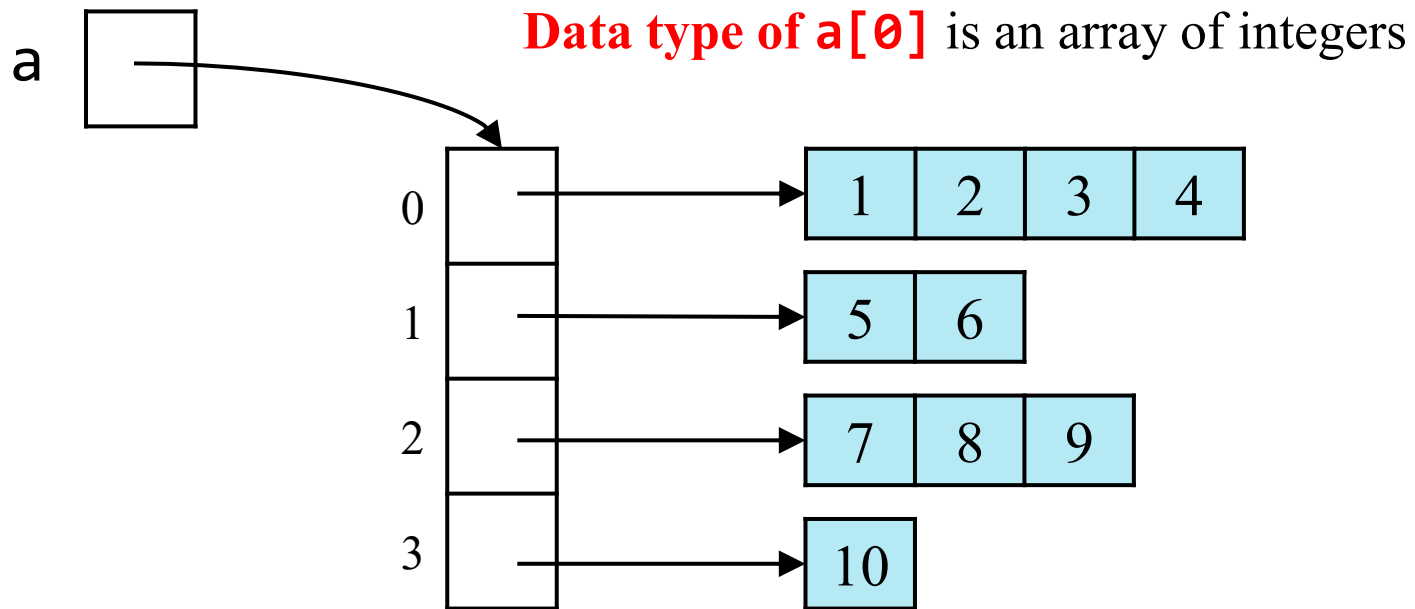 Data type of a[0] is an array of integers
a
0 1 2 3 4
1 5 6
2 7 8 9
3 10